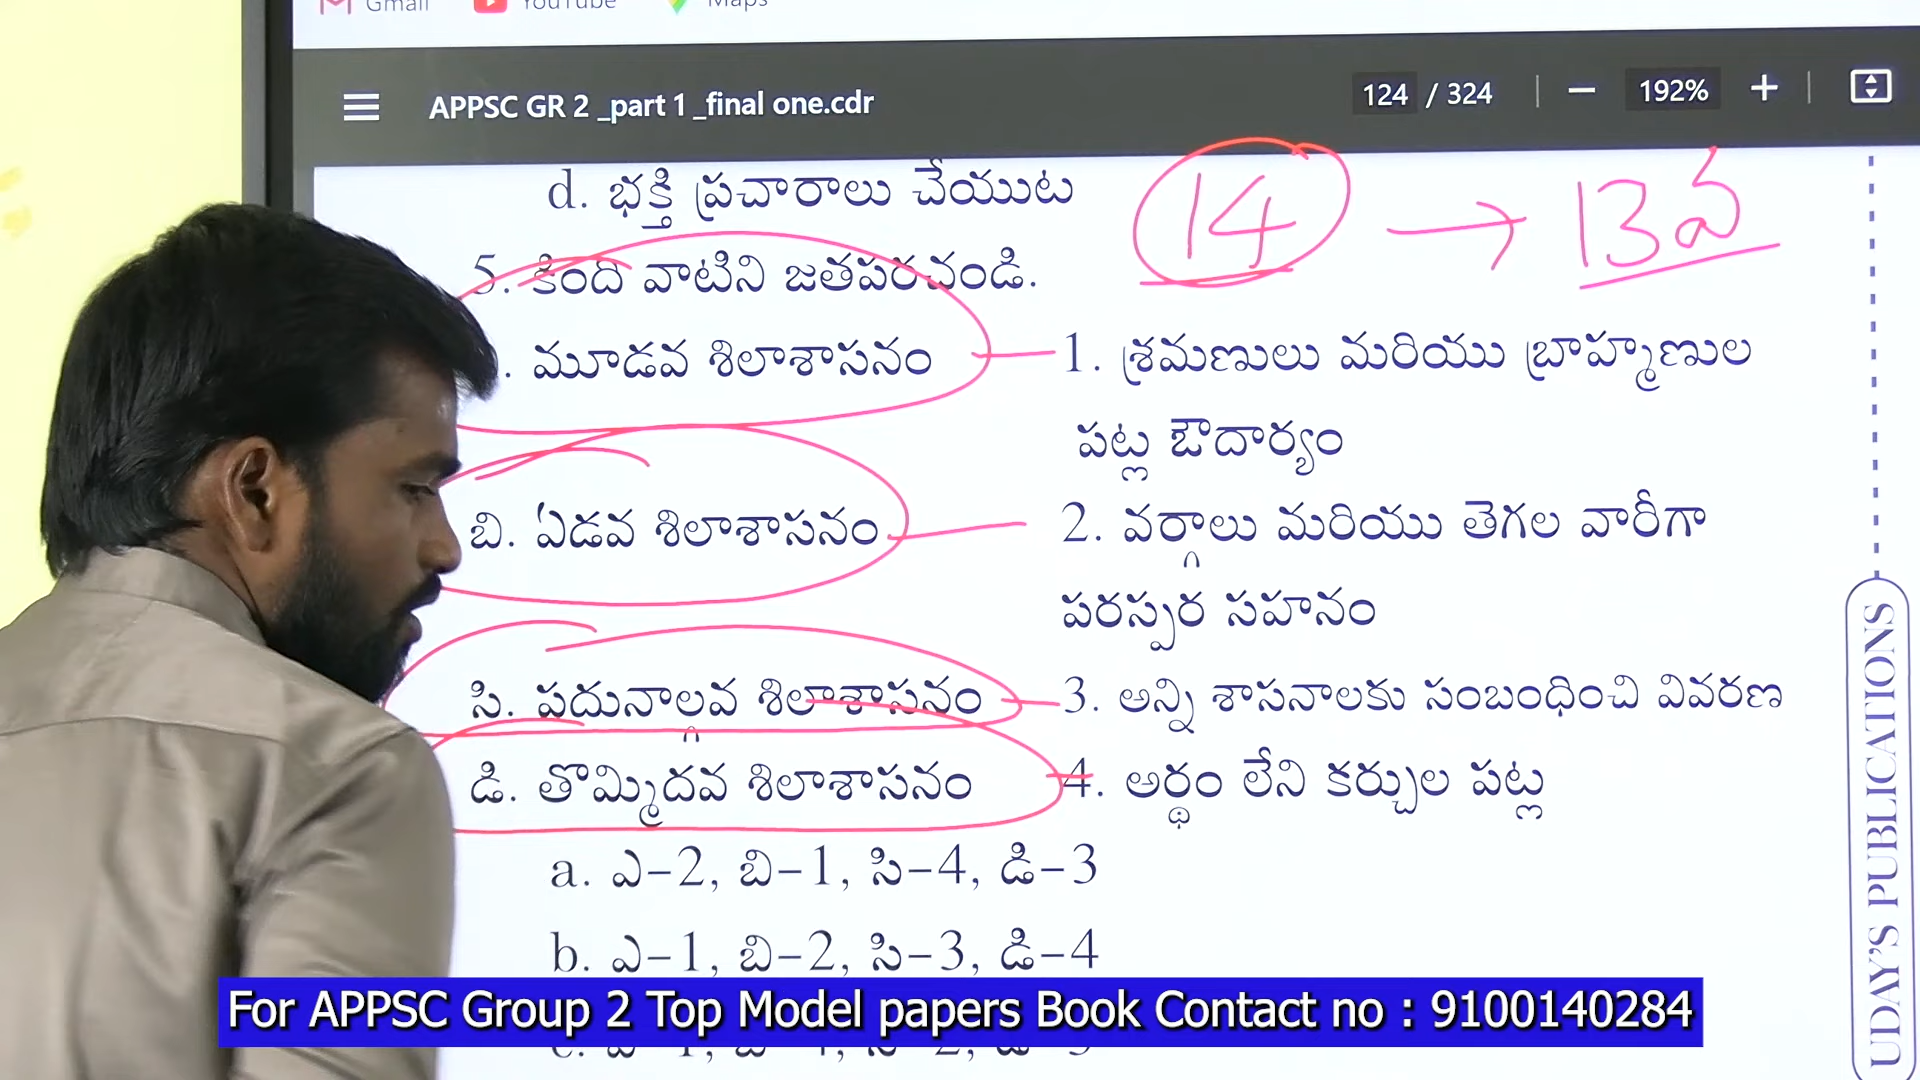 Gmail YouTube Maps
APPSC GR 2 _part 1 _final one.cdr 124 / 324 192%
d. భక్తి ప్రచారాలు చేయుట
14 → 13వ
5. కింది వాటిని జతపరచండి.
. మూడవ శిలాశాసనం
1. శ్రమణులు మరియు బ్రాహ్మణుల
పట్ల ఔదార్యం
బి. ఏడవ శిలాశాసనం
2. వర్గాలు మరియు తెగల వారీగా
పరస్పర సహనం
సి. పదునాల్గవ శిలాశాసనం
3. అన్ని శాసనాలకు సంబంధించి వివరణ
డి. తొమ్మిదవ శిలాశాసనం
4. అర్థం లేని కర్చుల పట్ల
a. ఎ–2, బి–1, సి–4, డి–3
b. ఎ–1, బి–2, సి–3, డి–4
For APPSC Group 2 Top Model papers Book Contact no : 9100140284
UDAY'S PUBLICATIONS